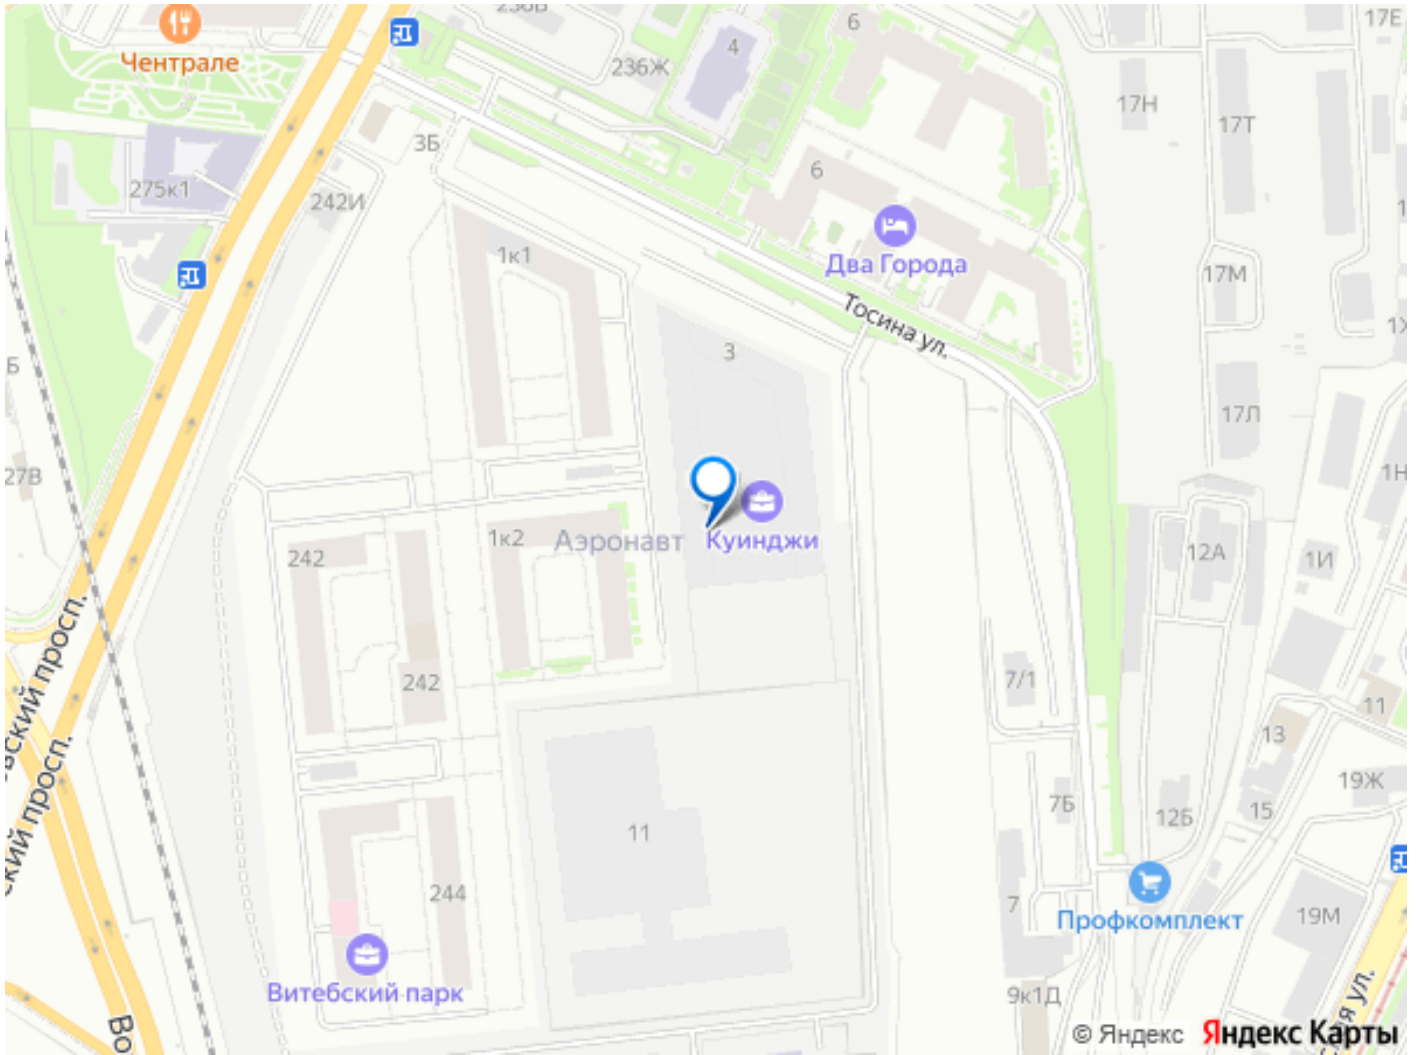 17Е
6
4
Чентрале
236Ж
17Н
17Т
3Б
6
275к1
242И
Два Города
1к1
17М
Тосина ул.
Б
3
17Л
27В
1Н
Аэронавт
Куинджи
1к2
242
12А
1И
242
7/1
11
13
19Ж
7Б
12Б
15
11
244
7
Профкомплект
19М
Витебский парк
9к1Д
Во
© Яндекс
Яндекс Карты